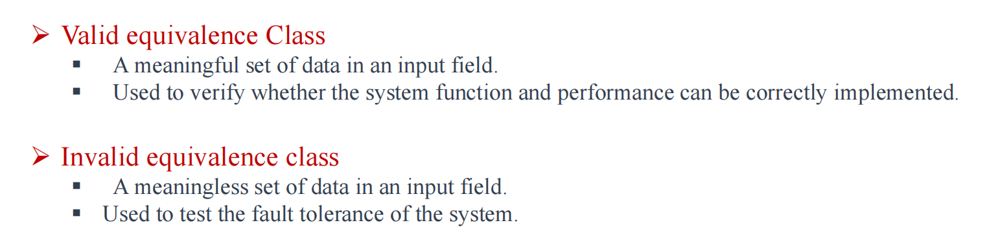 ➢ Valid equivalence Class
▪ A meaningful set of data in an input field.
▪ Used to verify whether the system function and performance can be correctly implemented.
➢ Invalid equivalence class
▪ A meaningless set of data in an input field.
▪ Used to test the fault tolerance of the system.